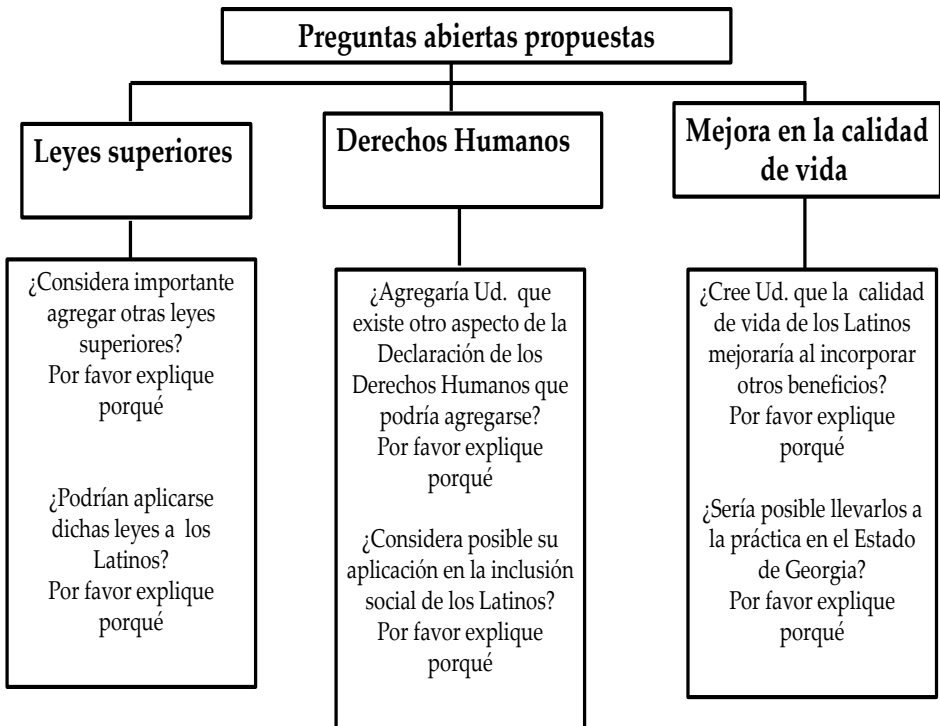 Preguntas abiertas propuestas
Leyes superiores
¿Considera importante
agregar otras leyes
superiores?
Por favor explique
porqué
¿Podrían aplicarse
dichas leyes a los
Latinos?
Por favor explique
porqué
Derechos Humanos
¿Agregaría Ud. que
existe otro aspecto de la
Declaración de los
Derechos Humanos que
podría agregarse?
Por favor explique
porqué
¿Considera posible su
aplicación en la inclusión
social de los Latinos?
Por favor explique
porqué
Mejora en la calidad
de vida
¿Cree Ud. que la calidad
de vida de los Latinos
mejoraría al incorporar
otros beneficios?
Por favor explique
porqué
¿Sería posible llevarlos a
la práctica en el Estado
de Georgia?
Por favor explique
porqué